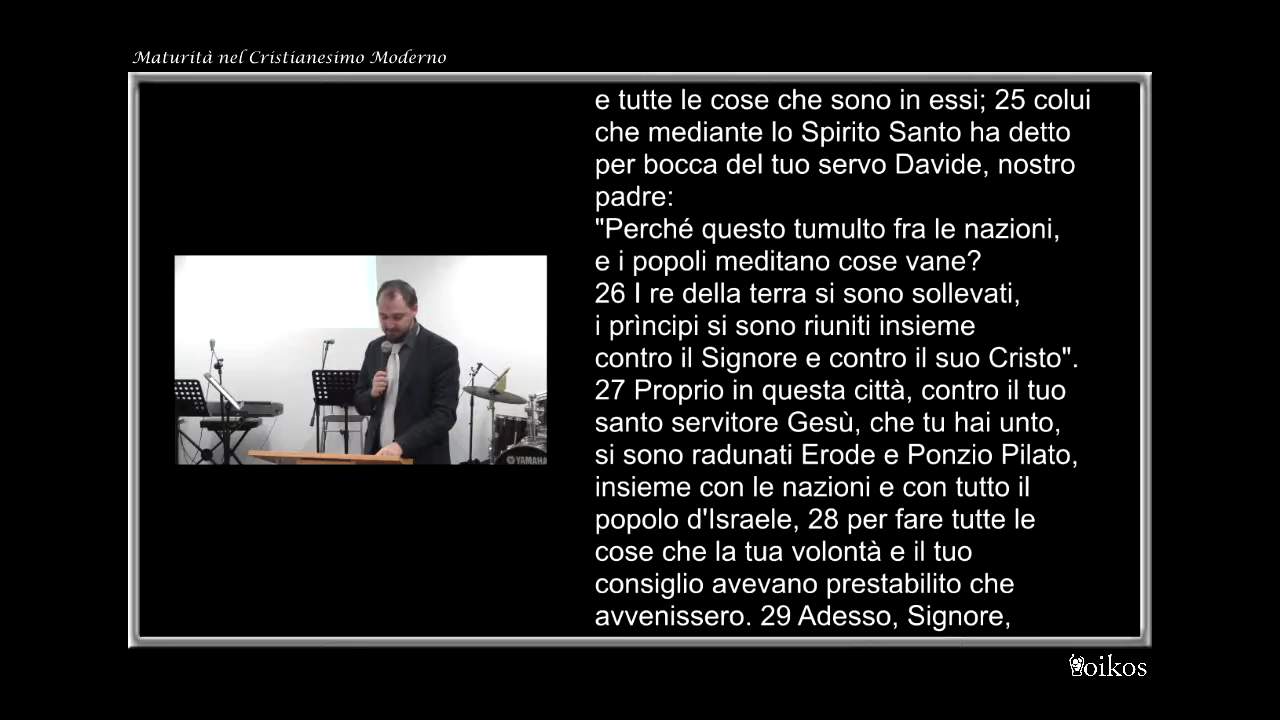 Maturità nel Cristianesimo Moderno
e tutte le cose che sono in essi; 25 colui
che mediante lo Spirito Santo ha detto
per bocca del tuo servo Davide, nostro
padre:
"Perché questo tumulto fra le nazioni,
e i popoli meditano cose vane?
26 I re della terra si sono sollevati,
i prìncipi si sono riuniti insieme
contro il Signore e contro il suo Cristo".
27 Proprio in questa città, contro il tuo
santo servitore Gesù, che tu hai unto,
si sono radunati Erode e Ponzio Pilato,
insieme con le nazioni e con tutto il
popolo d'Israele, 28 per fare tutte le
cose che la tua volontà e il tuo
consiglio avevano prestabilito che
avvenissero. 29 Adesso, Signore,
YAMAHA
oikos